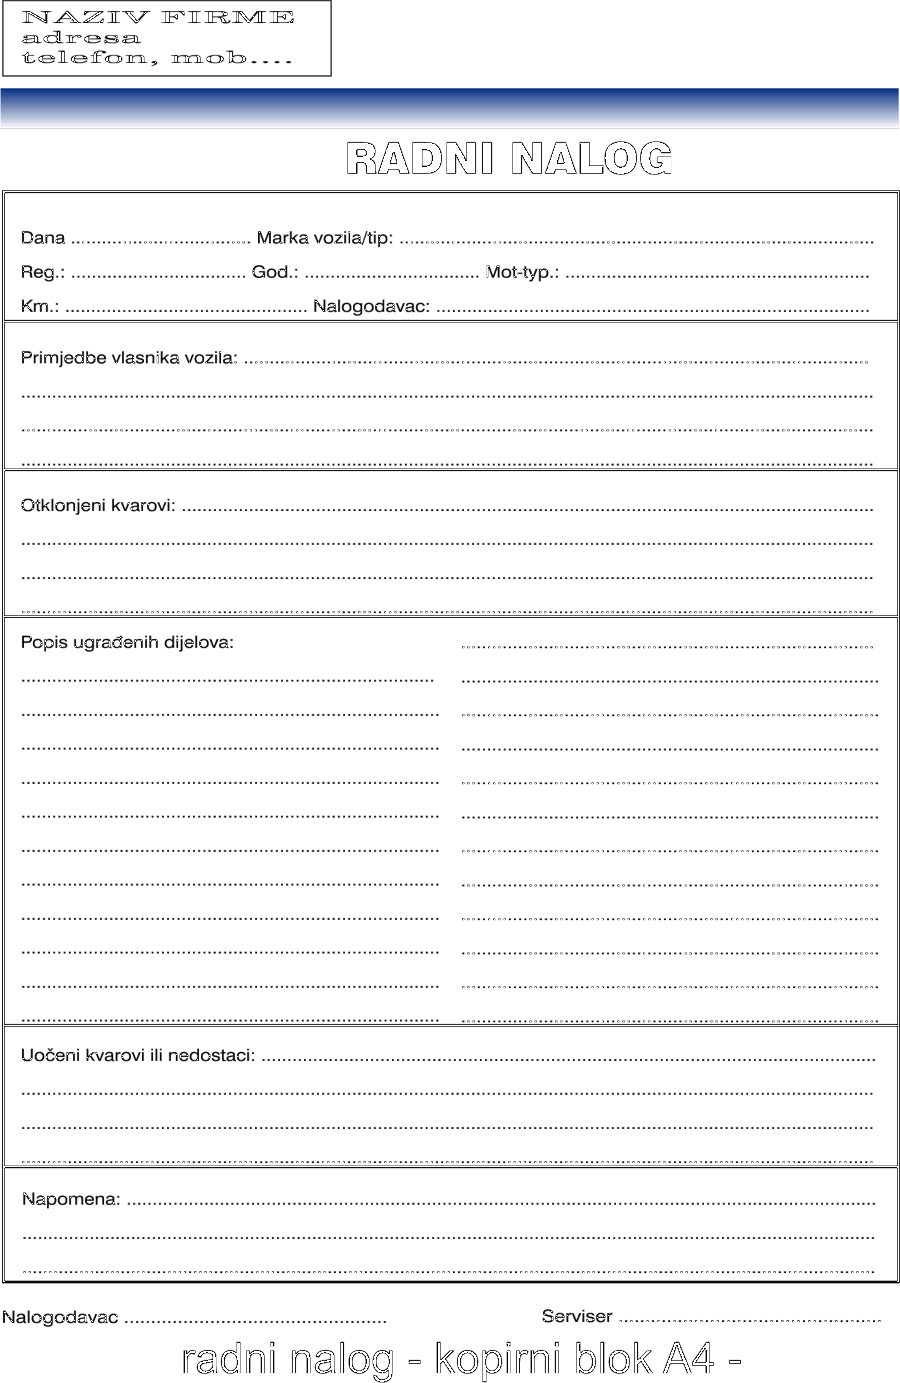 NAZIV FIRME
adresa
telefon, mob....
RADNI NALOG
Dana ................................... Marka vozila/tip: ............................................................................................
Reg.: .................................. God.: .................................. Mot-typ.: ...........................................................
Km.: ............................................... Nalogodavac: ....................................................................................
Primjedbe vlasnika vozila: .........................................................................................................................
Otklonjeni kvarovi: ......................................................................................................................................
Popis ugrađenih dijelova: ................................................................................
Uočeni kvarovi ili nedostaci: .......................................................................................................................
Napomena: .................................................................................................................................................
Nalogodavac ................................................. Serviser .................................................
radni nalog - kopirni blok A4 -